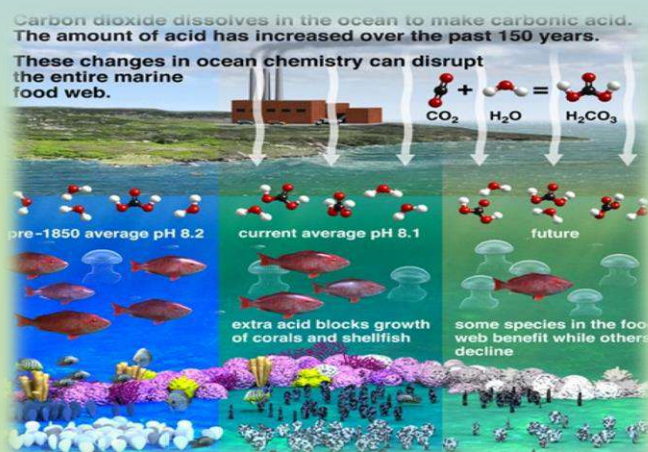 Carbon dioxide dissolves in the ocean to make carbonic acid.
The amount of acid has increased over the past 150 years.
These changes in ocean chemistry can disrupt
the entire marine
food web.
+ =
CO₂ H₂O H₂CO₃
pre-1850 average pH 8.2
current average pH 8.1
future
extra acid blocks growth
of corals and shellfish
some species in the foo
web benefit while others
decline